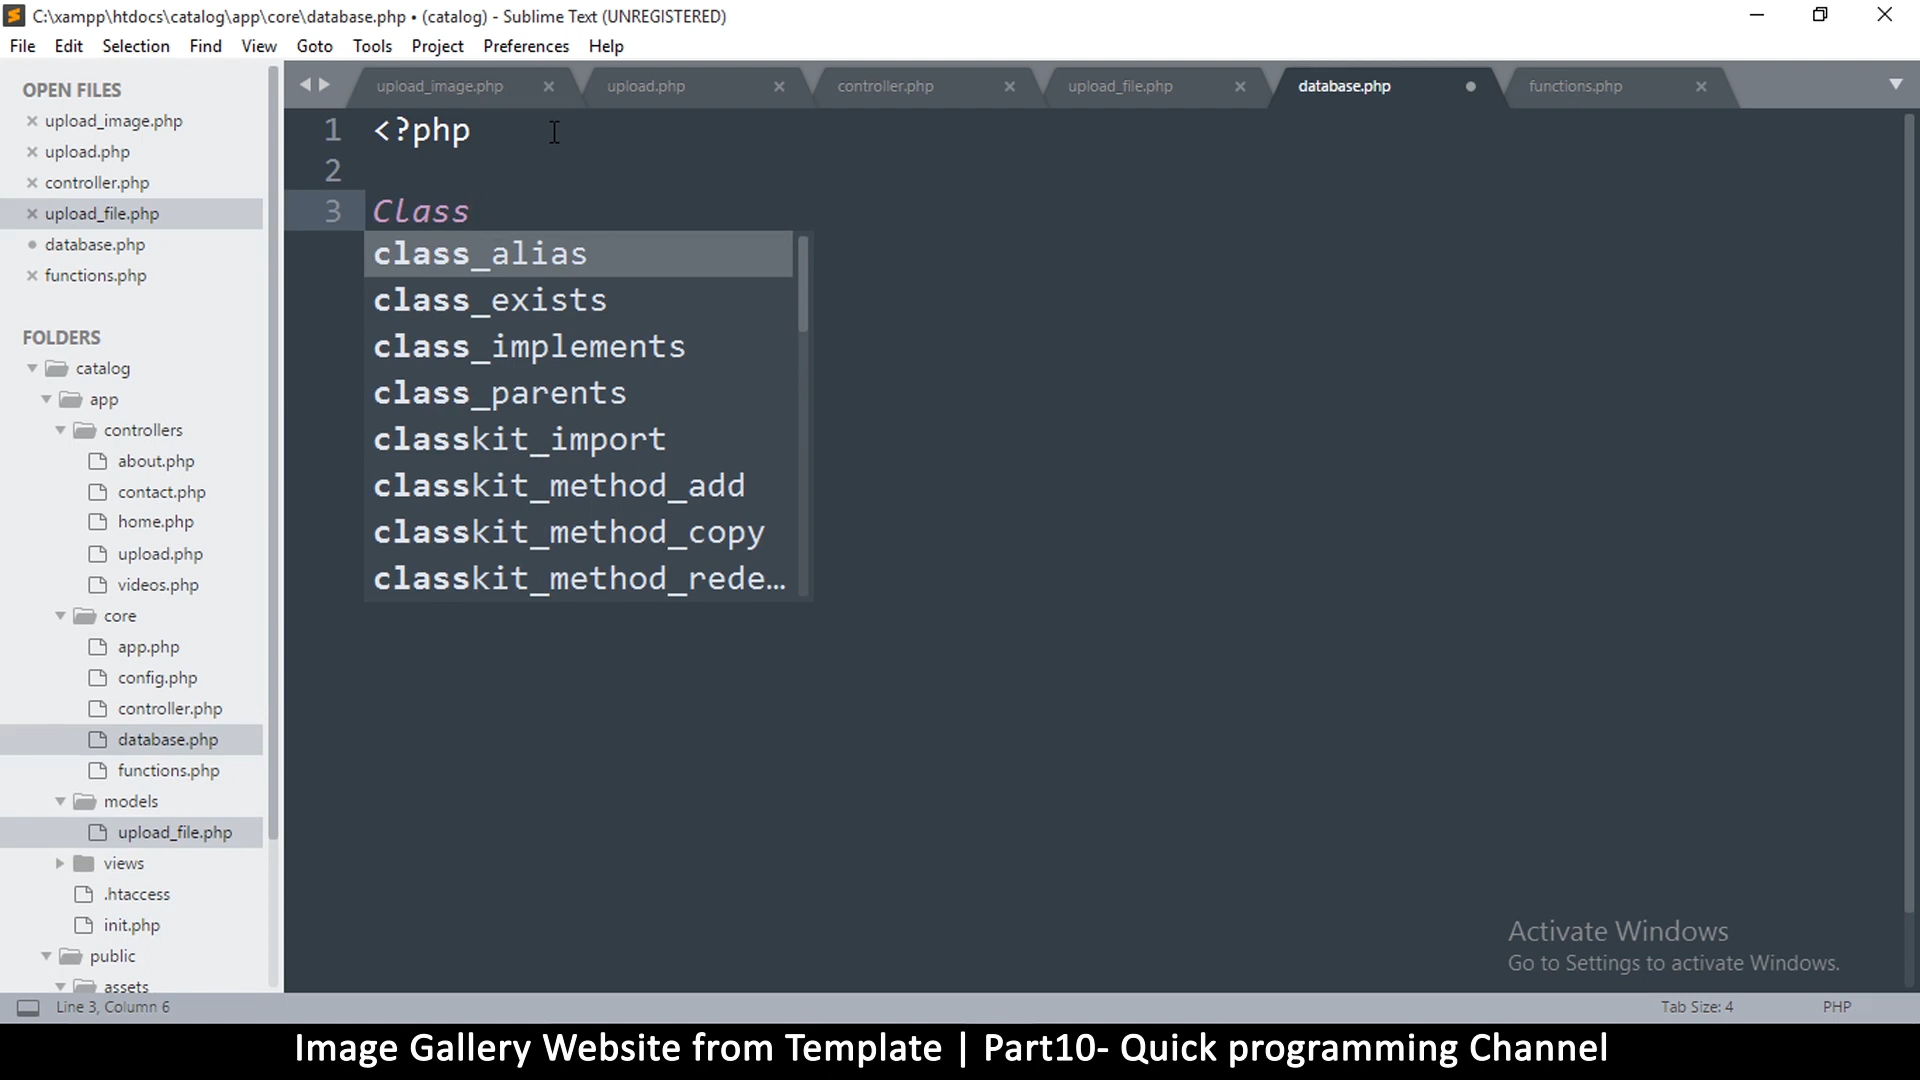 C:\xampp\htdocs\catalog\app\core\database.php • (catalog) - Sublime Text (UNREGISTERED)
File Edit Selection Find View Goto Tools Project Preferences Help
OPEN FILES
upload_image.php
upload.php
controller.php
upload_file.php
database.php
functions.php
FOLDERS
catalog
app
controllers
about.php
contact.php
home.php
upload.php
videos.php
core
app.php
config.php
controller.php
database.php
functions.php
models
upload_file.php
views
.htaccess
init.php
public
assets
upload_image.php upload.php controller.php upload_file.php database.php functions.php
1 <?php
2
3 Class
class_alias
class_exists
class_implements
class_parents
classkit_import
classkit_method_add
classkit_method_copy
classkit_method_rede...
Activate Windows
Go to Settings to activate Windows.
Line 3, Column 6 Tab Size: 4 PHP
Image Gallery Website from Template | Part10- Quick programming Channel